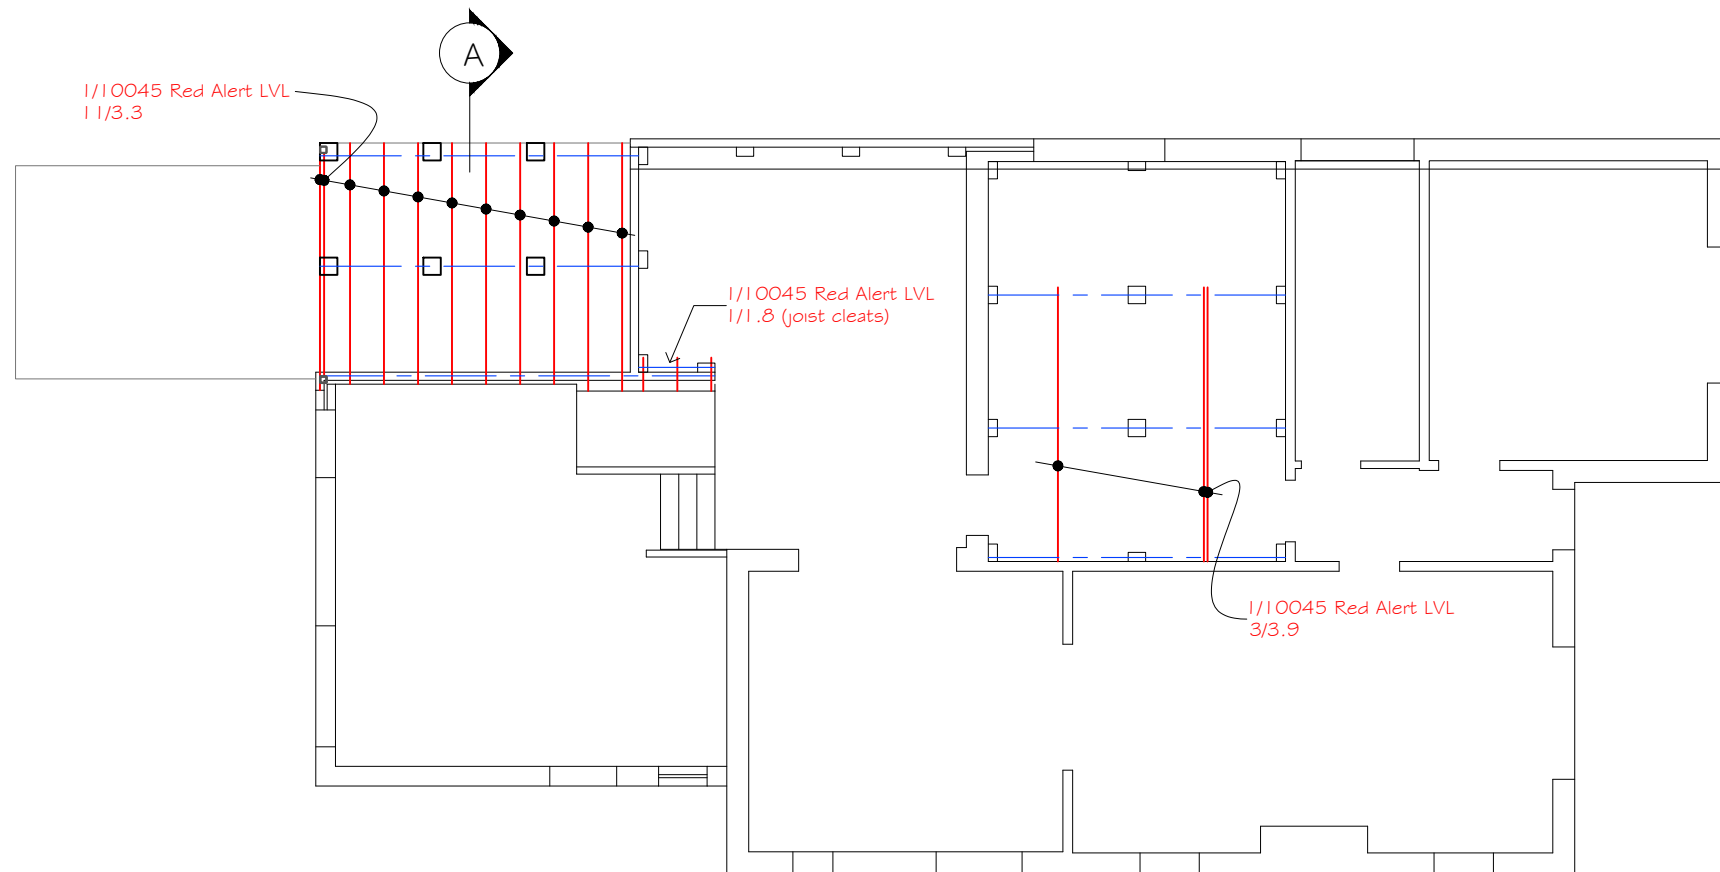 A
1/10045 Red Alert LVL
11/3.3
1/10045 Red Alert LVL
1/1.8 (joist cleats)
1/10045 Red Alert LVL
3/3.9